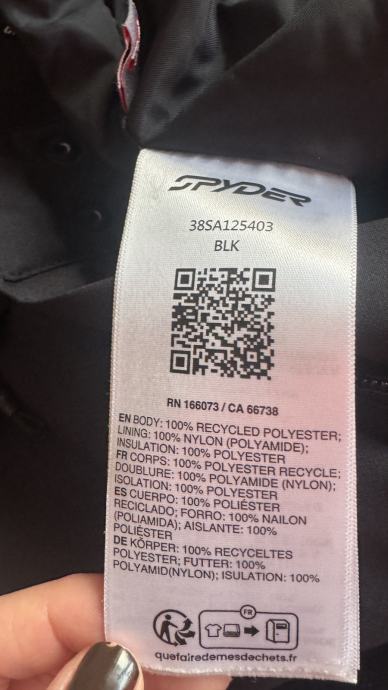 SPYDER
38SA125403
BLK
RN 166073 / CA 66738
EN BODY: 100% RECYCLED POLYESTER;
LINING: 100% NYLON (POLYAMIDE);
INSULATION: 100% POLYESTER
FR CORPS: 100% POLYESTER RECYCLE;
DOUBLURE: 100% POLYAMIDE (NYLON);
ISOLATION: 100% POLYESTER
ES CUERPO: 100% POLIÉSTER
RECICLADO; FORRO: 100% NAILON
(POLIAMIDA); AISLANTE: 100%
POLIÉSTER
DE KÖRPER: 100% RECYCELTES
POLYESTER; FUTTER: 100%
POLYAMID(NYLON); ISULATION: 100%
FR
quefairedemesdechets.fr